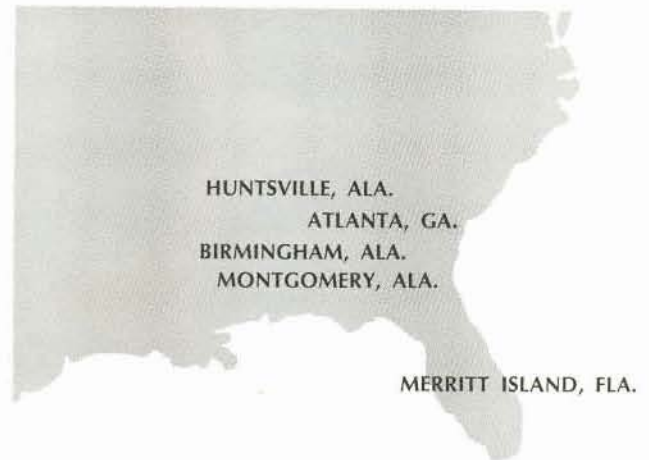 HUNTSVILLE, ALA.
ATLANTA, GA.
BIRMINGHAM, ALA.
MONTGOMERY, ALA.
MERRITT ISLAND, FLA.